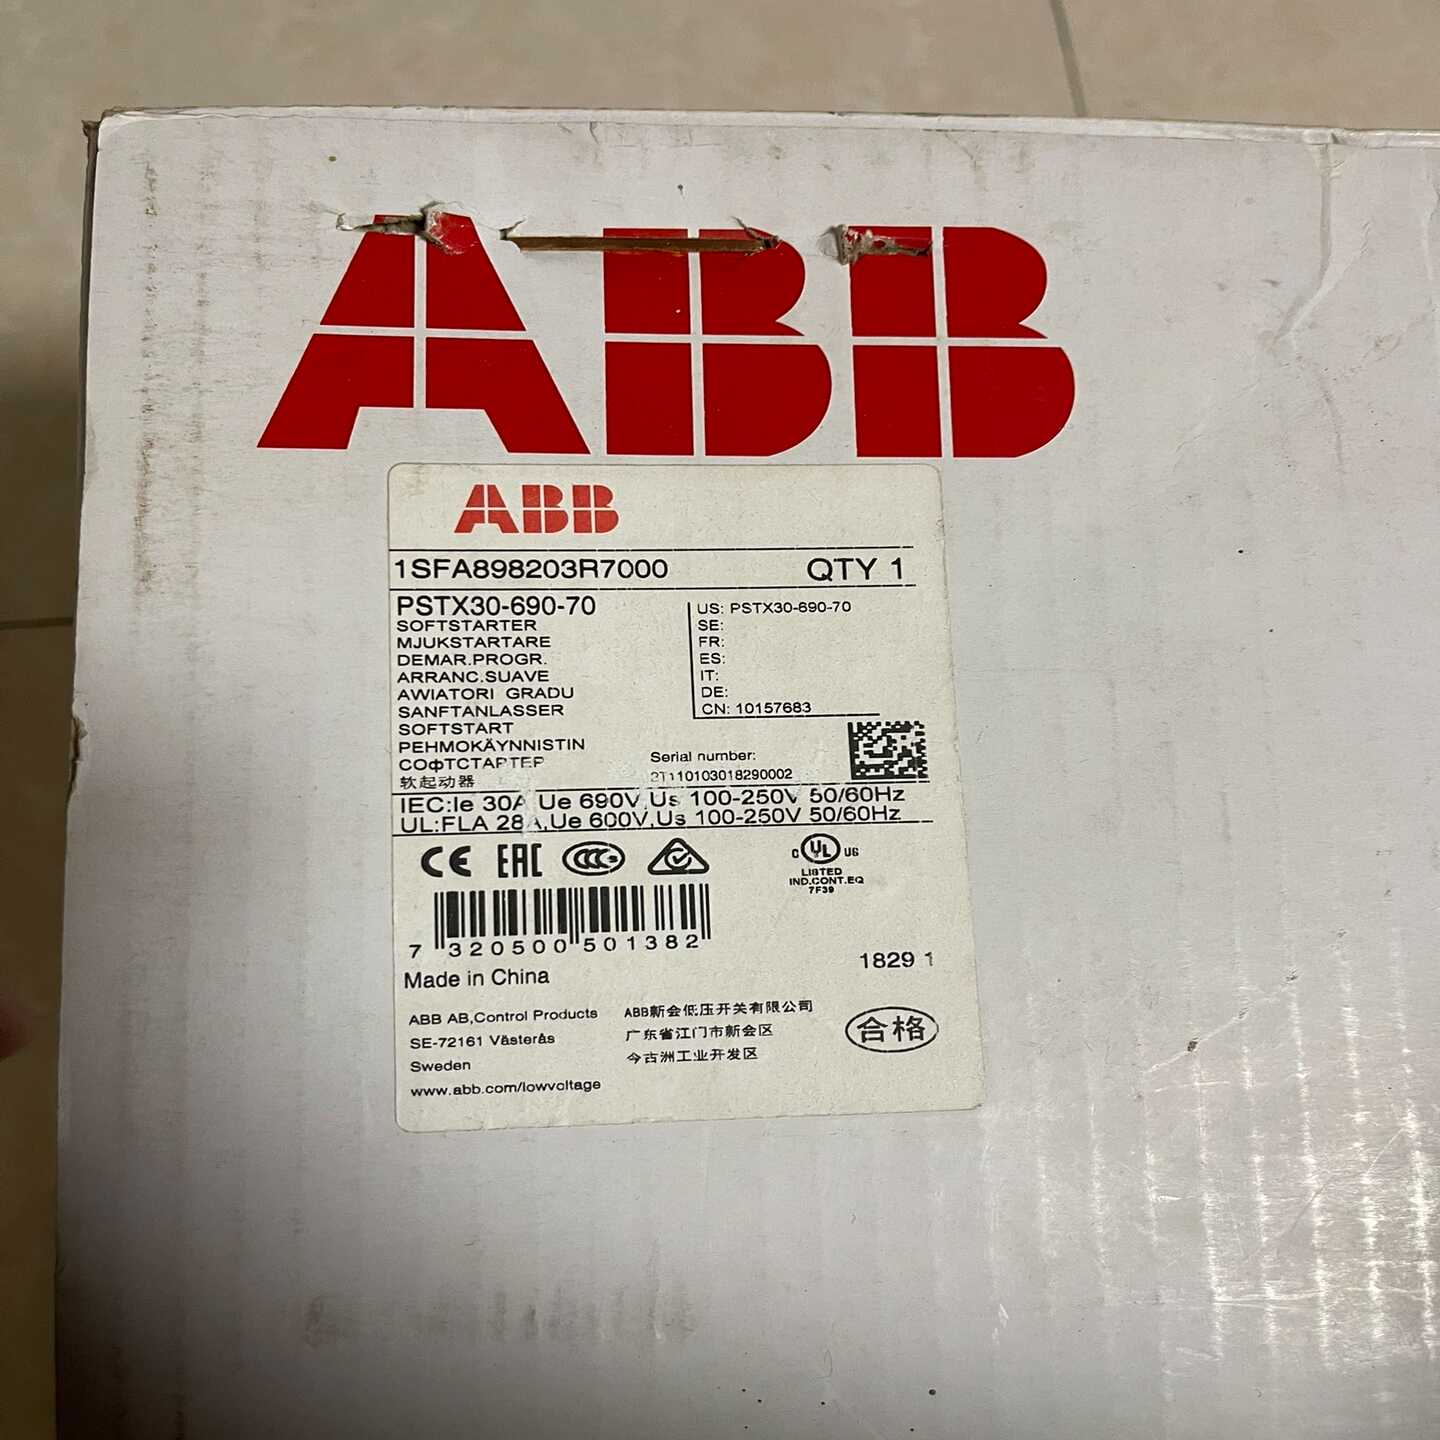 ABB
ABB
1SFA898203R7000 QTY 1
PSTX30-690-70
SOFTSTARTER
MJUKSTARTARE
DEMAR.PROGR.
ARRANC.SUAVE
AWIATORI GRADU
SANFTANLASSER
SOFTSTART
PEHMOKÄYNNISTIN
СОФТСТАРТЕР
软起动器
US: PSTX30-690-70
SE:
FR:
ES:
IT:
DE:
CN: 10157683
Serial number:
IEC:Ie 30A,Ue 690V,Us 100-250V 50/60Hz
UL:FLA 28A,Ue 600V,Us 100-250V 50/60Hz
CE EAC CCC
C UL US
LISTED
IND.CONT.EQ
7F39
7 320500 501382
Made in China
1829 1
ABB AB,Control Products
SE-72161 Västerås
Sweden
www.abb.com/lowvoltage
ABB新会低压开关有限公司
广东省江门市新会区
今古洲工业开发区
合格